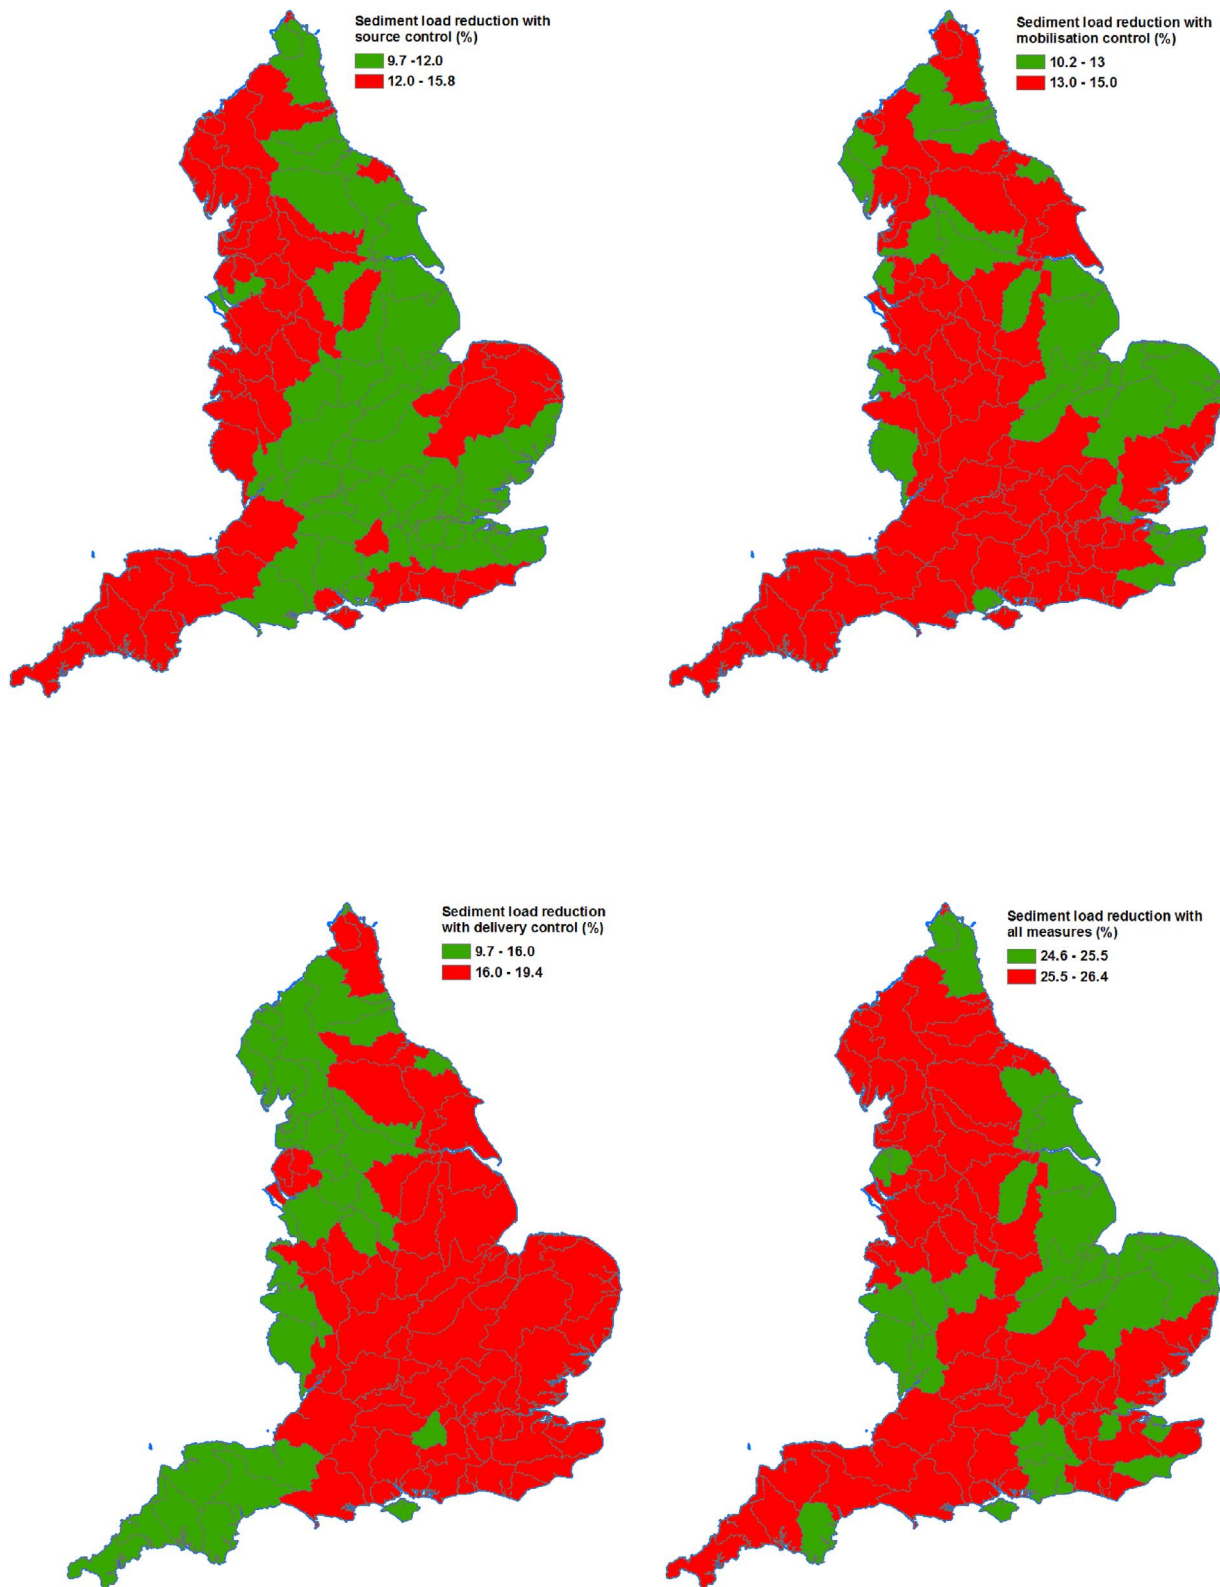 Sediment load reduction with
source control (%)
9.7 -12.0
12.0 - 15.8
Sediment load reduction with
mobilisation control (%)
10.2 - 13
13.0 - 15.0
Sediment load reduction
with delivery control (%)
9.7 - 16.0
16.0 - 19.4
Sediment load reduction with
all measures (%)
24.6 - 25.5
25.5 - 26.4